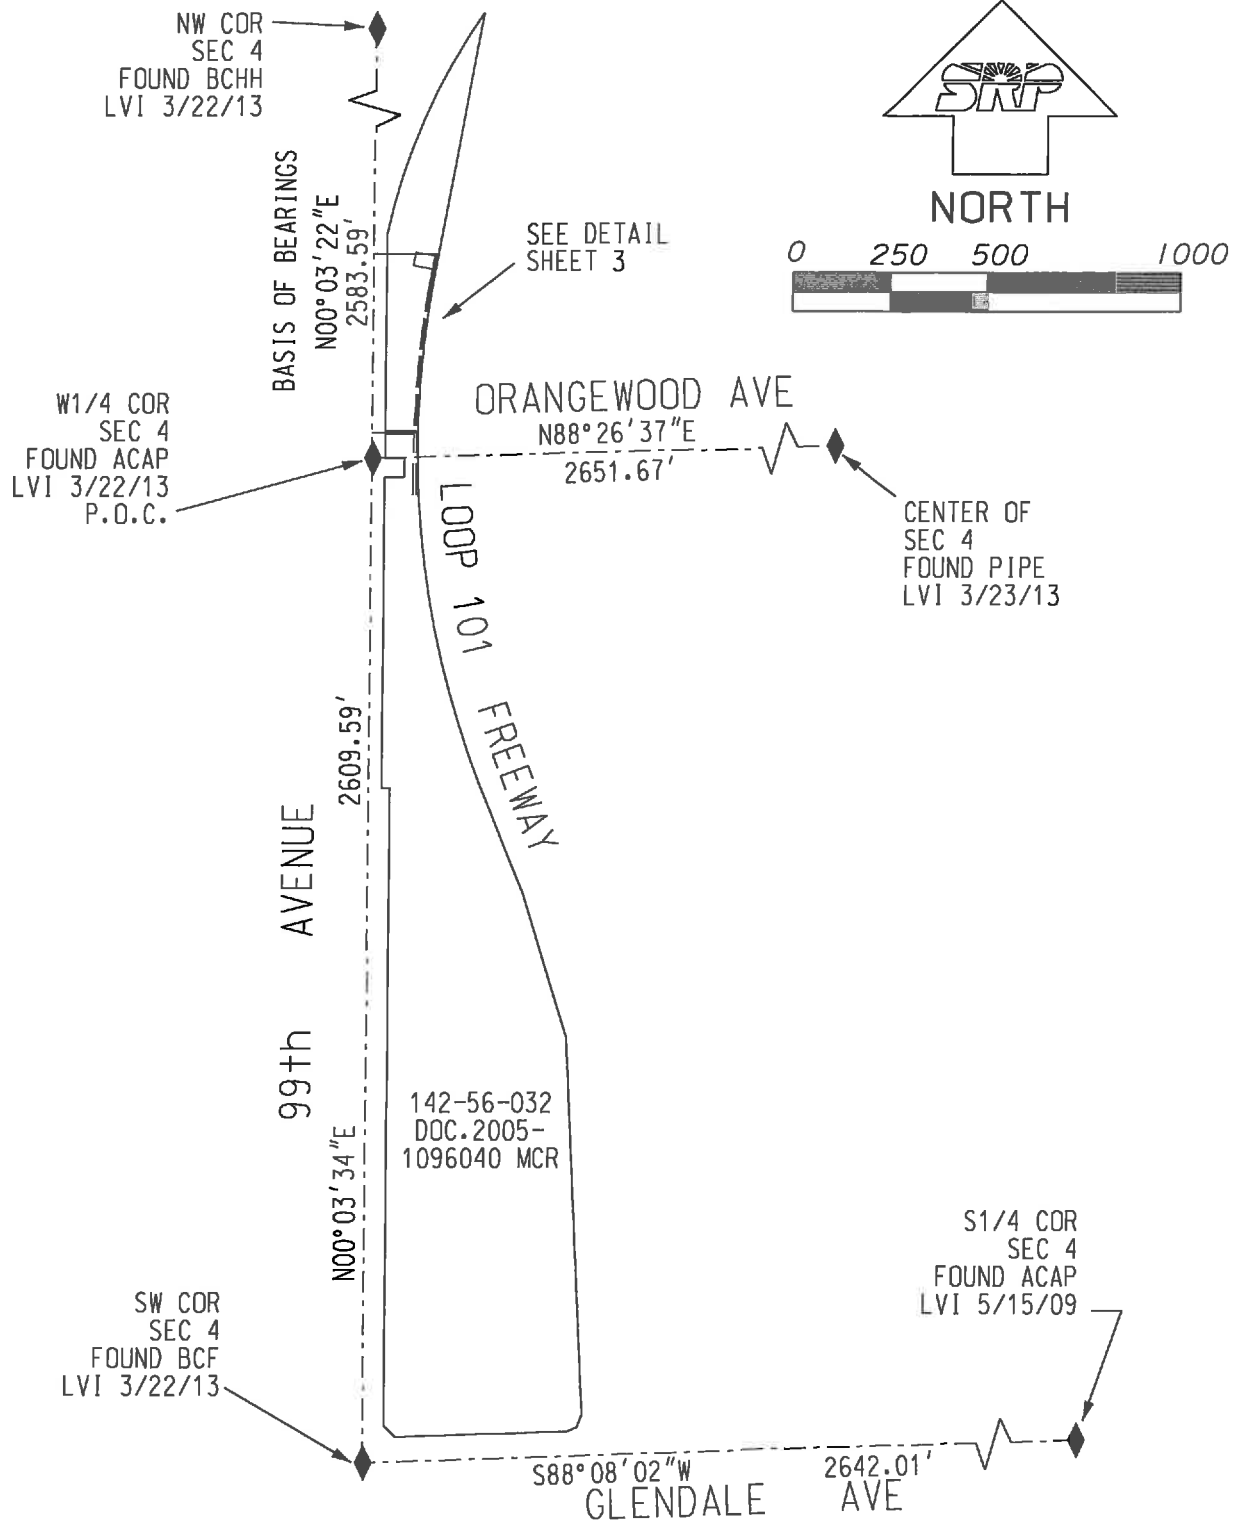 NW COR
SEC 4
FOUND BCHH
LVI 3/22/13
SRP
NORTH
0 250 500 1000
BASIS OF BEARINGS
N00°03'22"E
2583.59'
SEE DETAIL
SHEET 3
ORANGEWOOD AVE
N88°26'37"E
2651.67'
W1/4 COR
SEC 4
FOUND ACAP
LVI 3/22/13
P.O.C.
CENTER OF
SEC 4
FOUND PIPE
LVI 3/23/13
LOOP 101 FREEWAY
2609.59'
99th AVENUE
N00°03'34"E
142-56-032
DOC.2005-
1096040 MCR
S1/4 COR
SEC 4
FOUND ACAP
LVI 5/15/09
SW COR
SEC 4
FOUND BCF
LVI 3/22/13
S88°08'02"W 2642.01'
GLENDALE AVE